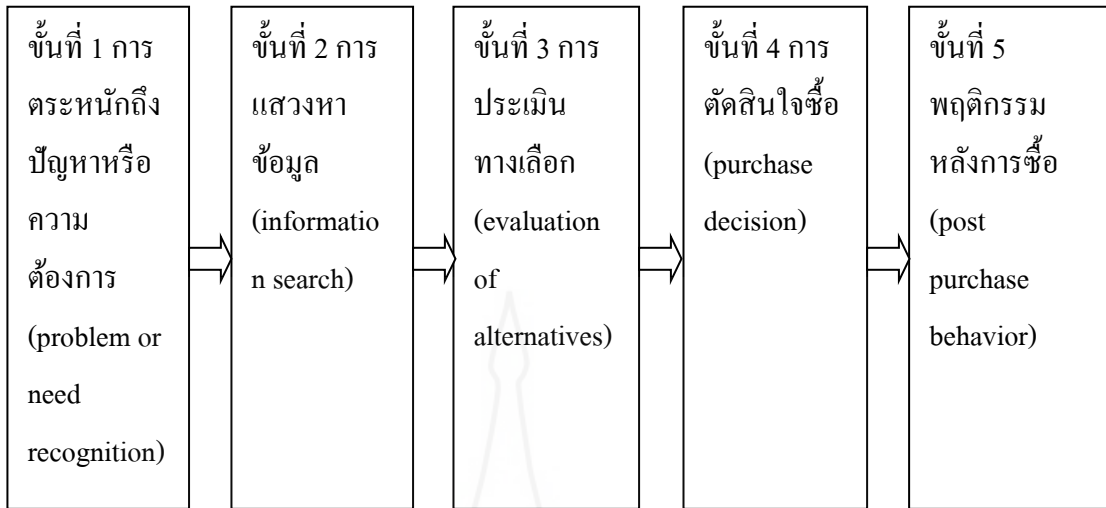 ขั้นที่ 1 การ
ตระหนักถึง
ปัญหาหรือ
ความ
ต้องการ
(problem or
need
recognition)
ขั้นที่ 2 การ
แสวงหา
ข้อมูล
(informatio
n search)
ขั้นที่ 3 การ
ประเมิน
ทางเลือก
(evaluation
of
alternatives)
ขั้นที่ 4 การ
ตัดสินใจซื้อ
(purchase
decision)
ขั้นที่ 5
พฤติกรรม
หลังการซื้อ
(post
purchase
behavior)